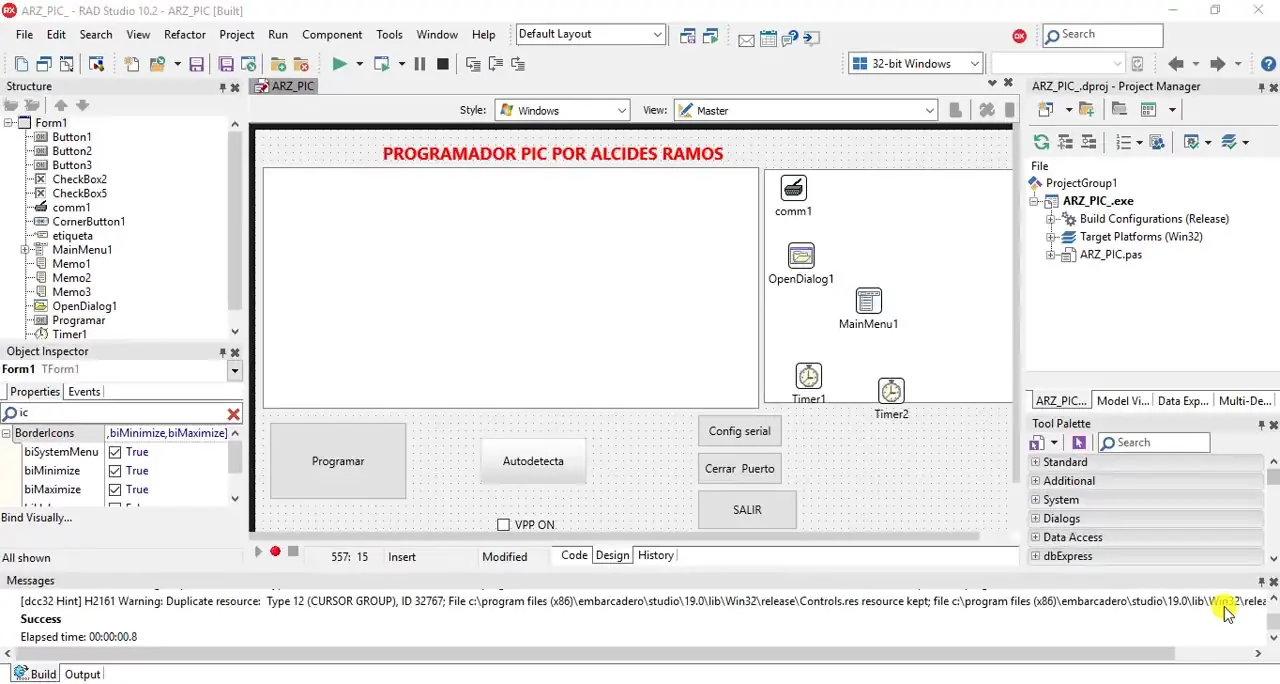 ARZ_PIC_ - RAD Studio 10.2 - ARZ_PIC [Built]
File Edit Search View Refactor Project Run Component Tools Window Help
Default Layout
Search
32-bit Windows
Structure
ARZ_PIC
ARZ_PIC_.dproj - Project Manager
Style: Windows View: Master
Form1
Button1
Button2
Button3
CheckBox2
CheckBox5
comm1
CornerButton1
etiqueta
MainMenu1
Memo1
Memo2
Memo3
OpenDialog1
Programar
Timer1
Object Inspector
Form1 TForm1
Properties Events
ic
BorderIcons ,biMinimize,biMaximize]
biSystemMenu True
biMinimize True
biMaximize True
Bind Visually...
All shown
PROGRAMADOR PIC POR ALCIDES RAMOS
comm1
OpenDialog1
MainMenu1
Timer1
Timer2
Programar
Autodetecta
Config serial
Cerrar Puerto
SALIR
VPP ON
557: 15 Insert Modified Code Design History
File
ProjectGroup1
ARZ_PIC_.exe
Build Configurations (Release)
Target Platforms (Win32)
ARZ_PIC.pas
ARZ_PIC... Model Vi... Data Exp... Multi-De...
Tool Palette
Search
Standard
Additional
System
Dialogs
Data Access
dbExpress
Messages
[dcc32 Hint] H2161 Warning: Duplicate resource: Type 12 (CURSOR GROUP), ID 32767; File c:\program files (x86)\embarcadero\studio\19.0\lib\Win32\release\Controls.res resource kept; file c:\program files (x86)\embarcadero\studio\19.0\lib\Win32\relea
Success
Elapsed time: 00:00:00.8
Build Output